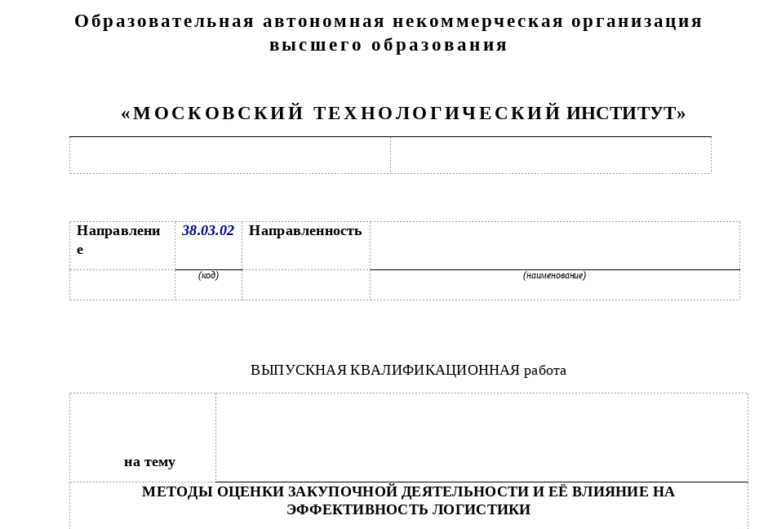 Образовательная автономная некоммерческая организация
высшего образования
«МОСКОВСКИЙ ТЕХНОЛОГИЧЕСКИЙ ИНСТИТУТ»
Направлени 38.03.02 Направленность
е
(код) (наименование)
ВЫПУСКНАЯ КВАЛИФИКАЦИОННАЯ работа
на тему
МЕТОДЫ ОЦЕНКИ ЗАКУПОЧНОЙ ДЕЯТЕЛЬНОСТИ И ЕЁ ВЛИЯНИЕ НА
ЭФФЕКТИВНОСТЬ ЛОГИСТИКИ